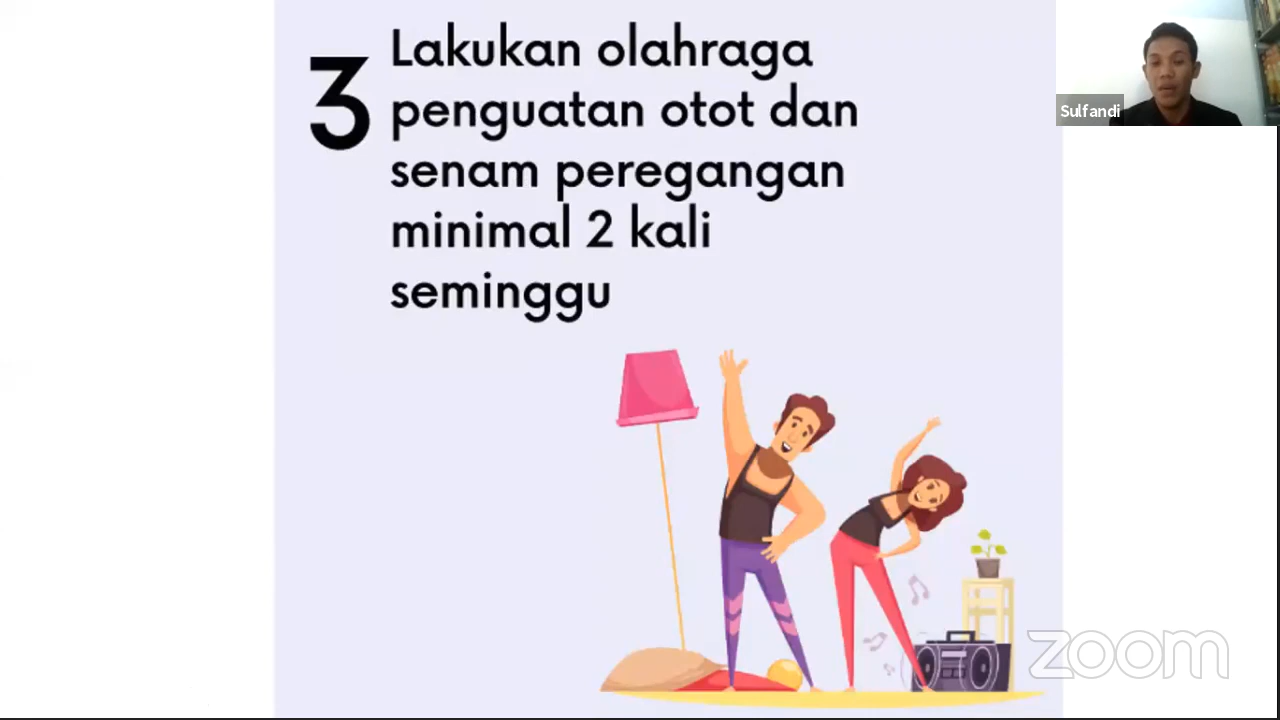 3
Lakukan olahraga
penguatan otot dan
senam peregangan
minimal 2 kali
seminggu
Sulfandi
zoom